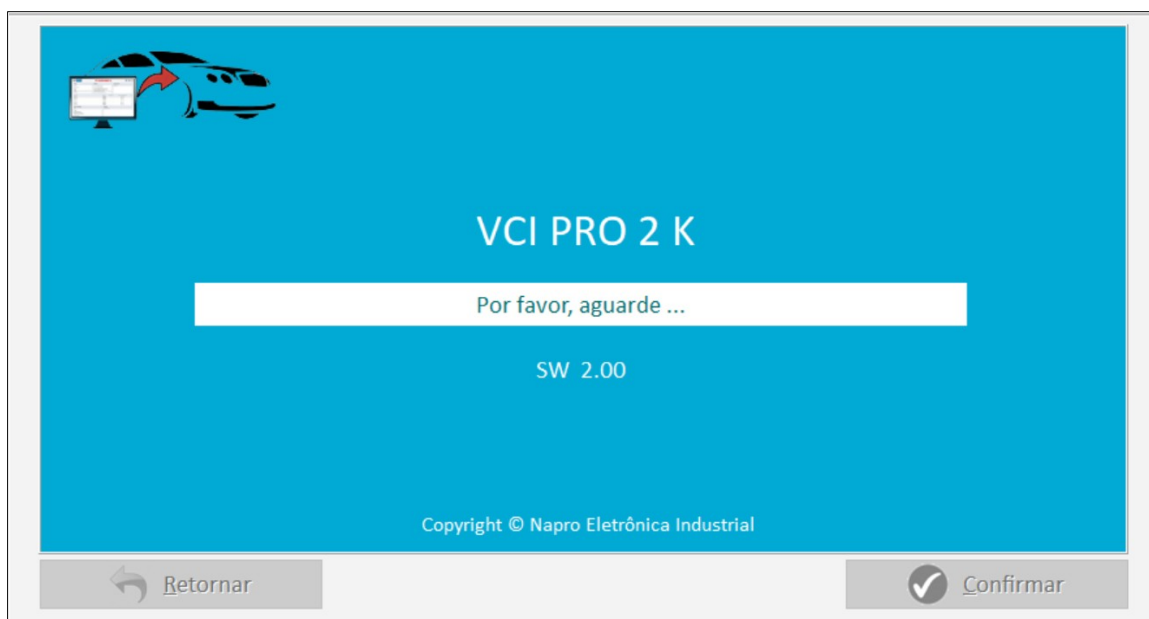 VCI PRO 2 K
Por favor, aguarde ...
SW 2.00
Copyright © Napro Eletrônica Industrial
Retornar
Confirmar